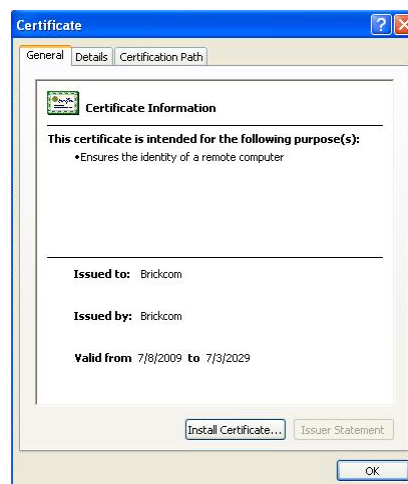 Certificate
General Details Certification Path
Certificate Information
This certificate is intended for the following purpose(s):
•Ensures the identity of a remote computer
Issued to: Brickcom
Issued by: Brickcom
Valid from 7/8/2009 to 7/3/2029
Install Certificate... Issuer Statement
OK